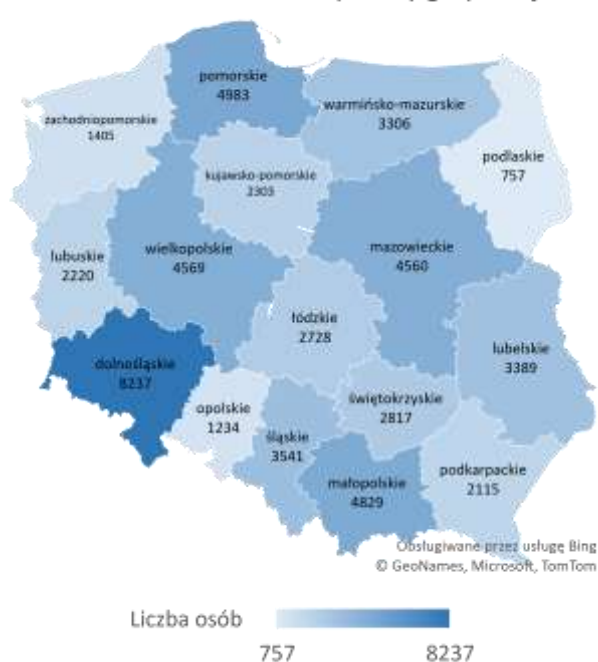 pomorskie
4983
warmińsko-mazurskie
3306
zachodniopomorskie
1405
podlaskie
757
kujawsko-pomorskie
2303
wielkopolskie
4569
mazowieckie
4560
lubuskie
2220
łódzkie
2728
lubelskie
3389
dolnośląskie
8237
opolskie
1234
świętokrzyskie
2817
śląskie
3541
podkarpackie
2115
małopolskie
4829
Obsługiwane przez usługę Bing
© GeoNames, Microsoft, TomTom
Liczba osób
757
8237